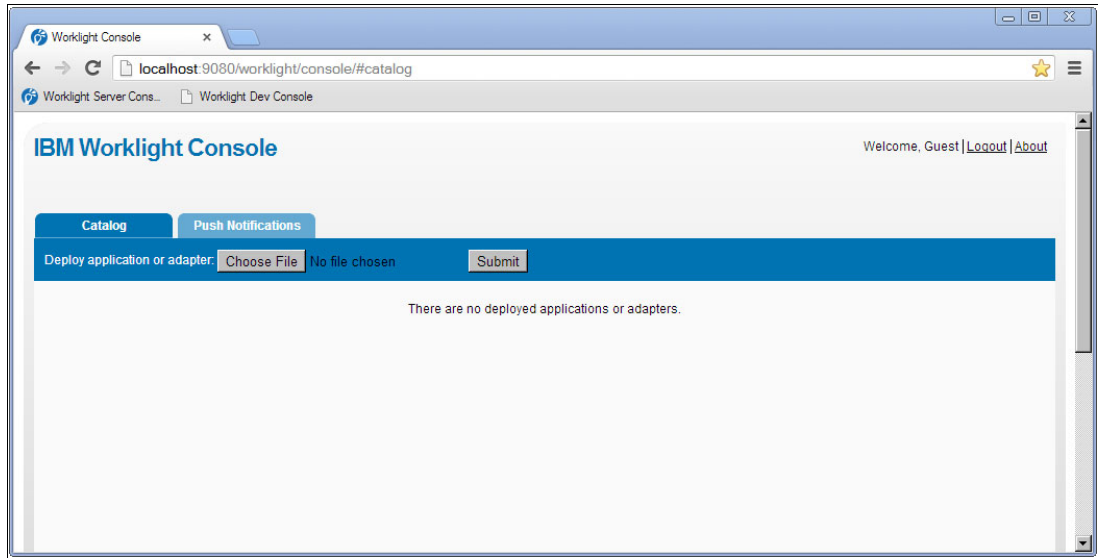 Worklight Console
localhost:9080/worklight/console/#catalog
Worklight Server Cons... Worklight Dev Console
IBM Worklight Console
Welcome, Guest | Logout | About
Catalog Push Notifications
Deploy application or adapter: Choose File No file chosen Submit
There are no deployed applications or adapters.